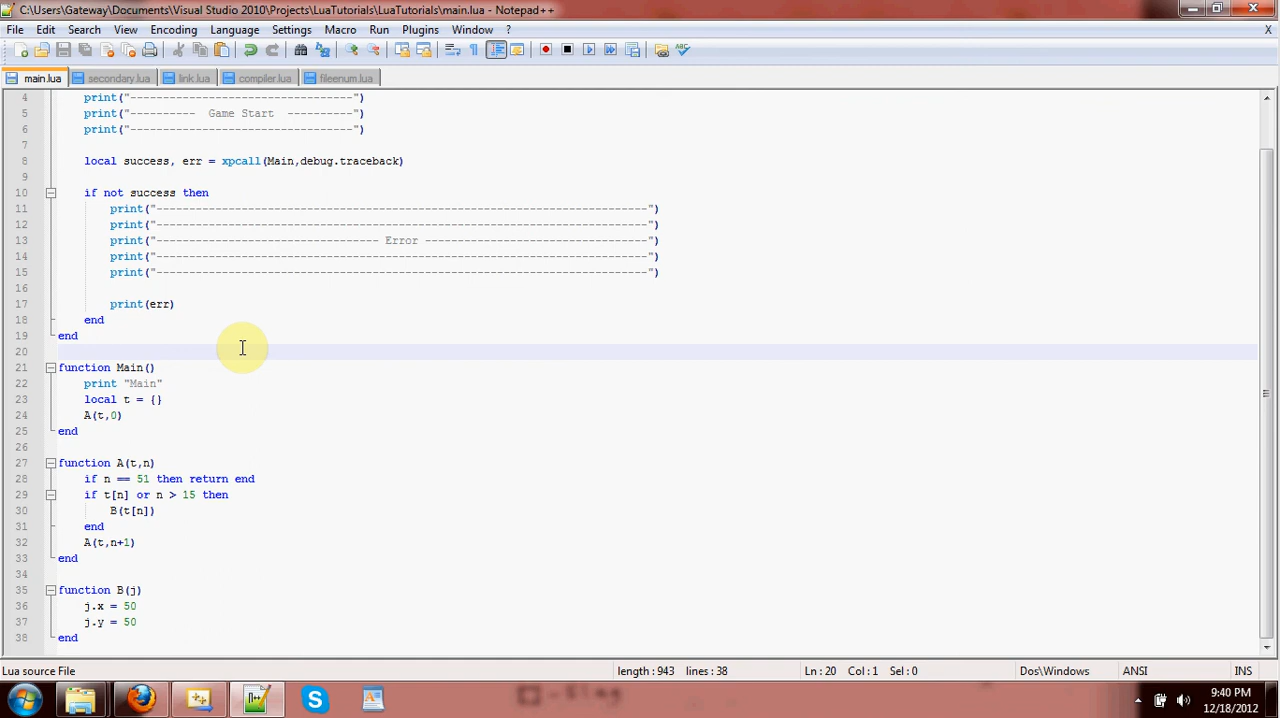 C:\Users\Gateway\Documents\Visual Studio 2010\Projects\LuaTutorials\LuaTutorials\main.lua - Notepad++
File Edit Search View Encoding Language Settings Macro Run Plugins Window ? X
main.lua secondary.lua link.lua compiler.lua fileenum.lua
4 print("----------------------------------")
5 print("---------- Game Start ----------")
6 print("----------------------------------")
7
8 local success, err = xpcall(Main,debug.traceback)
9
10 if not success then
11 print("---------------------------------------------------------------------------")
12 print("---------------------------------------------------------------------------")
13 print("---------------------------------- Error ----------------------------------")
14 print("---------------------------------------------------------------------------")
15 print("---------------------------------------------------------------------------")
16
17 print(err)
18 end
19 end
20
21 function Main()
22 print "Main"
23 local t = {}
24 A(t,0)
25 end
26
27 function A(t,n)
28 if n == 51 then return end
29 if t[n] or n > 15 then
30 B(t[n])
31 end
32 A(t,n+1)
33 end
34
35 function B(j)
36 j.x = 50
37 j.y = 50
38 end
Lua source File length : 943 lines : 38 Ln : 20 Col : 1 Sel : 0 Dos\Windows ANSI INS
9:40 PM
12/18/2012